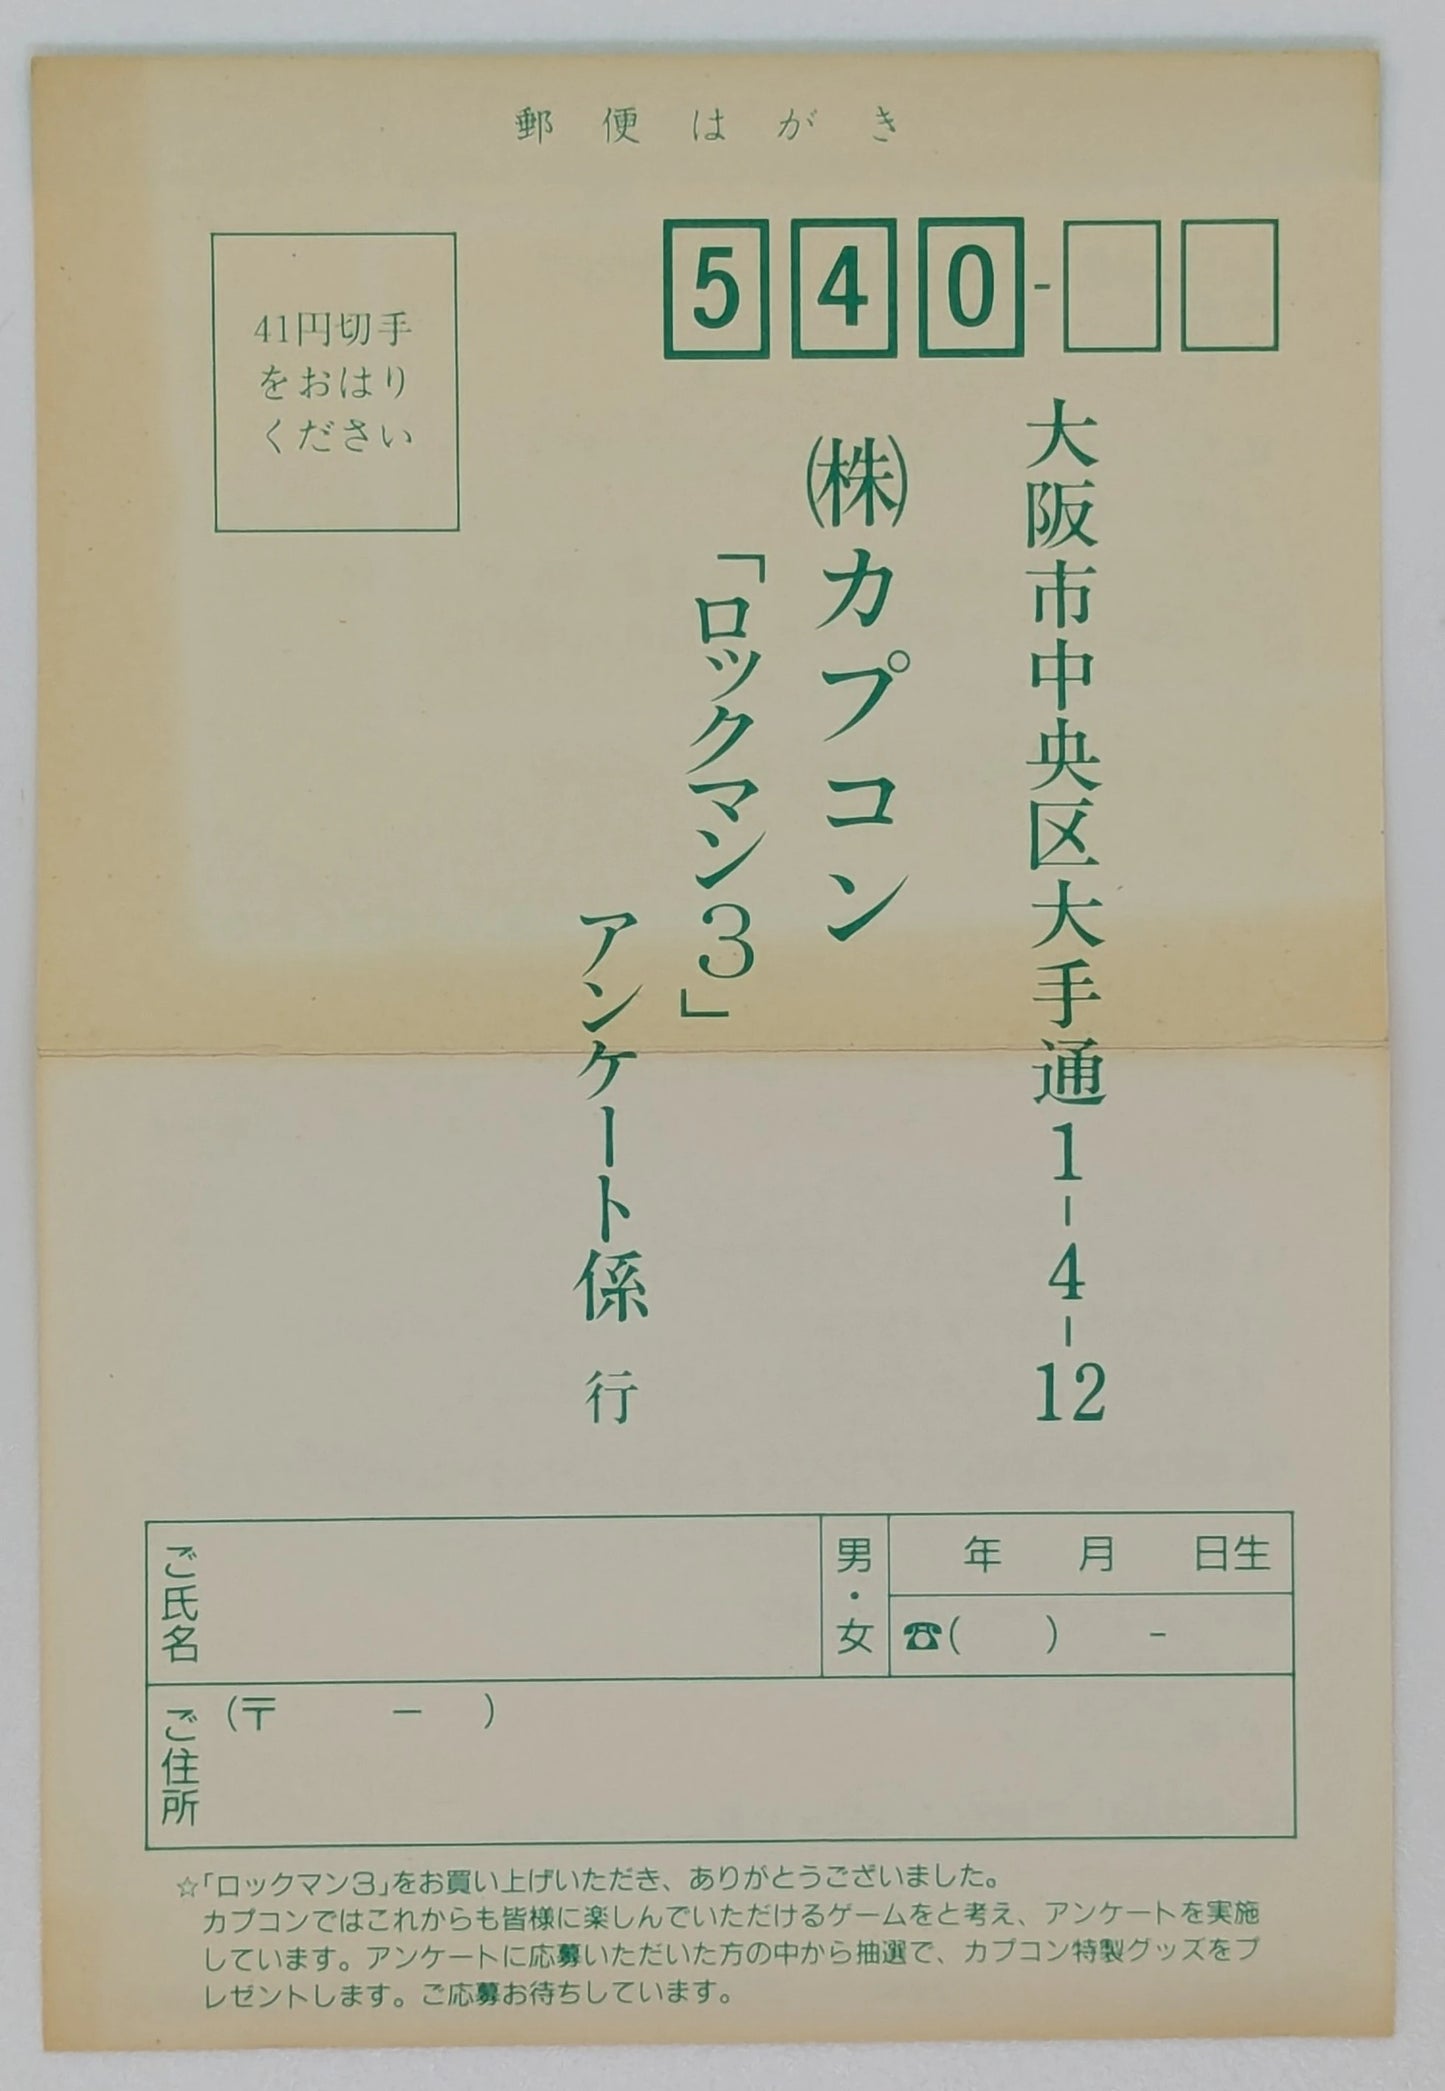 郵便はがき
540-
41円切手
をおはり
ください
大阪市中央区大手通1-4-12
㈱カプコン
「ロックマン3」
アンケート係 行
ご氏名
男・女
年 月 日生
☎( ) -
ご住所
(〒 － )
☆「ロックマン3」をお買い上げいただき、ありがとうございました。
カプコンではこれからも皆様に楽しんでいただけるゲームをと考え、アンケートを実施
しています。アンケートに応募いただいた方の中から抽選で、カプコン特製グッズをプ
レゼントします。ご応募お待ちしています。